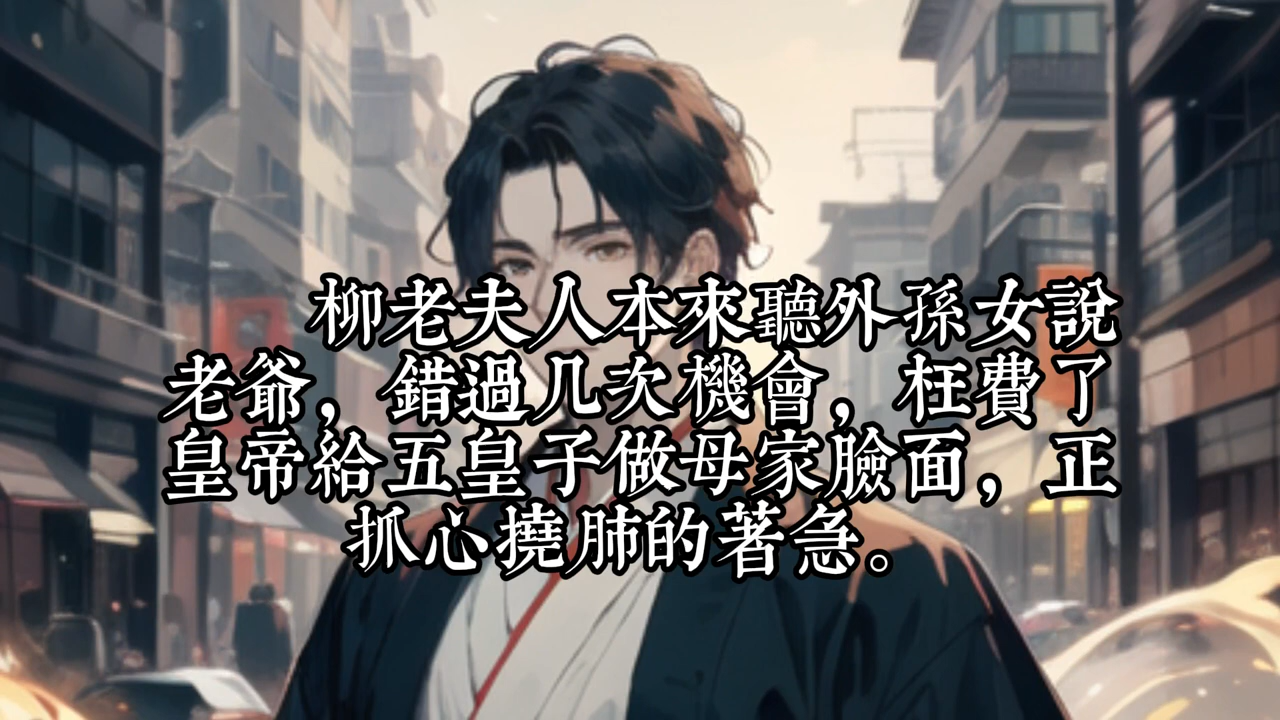 柳老夫人本來聽外孫女說
老爺，錯過几次機會，枉費了
皇帝給五皇子做母家臉面，正
抓心撓肺的著急。